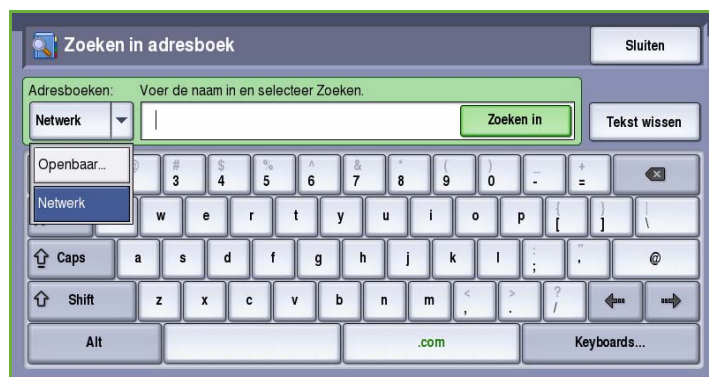 Zoeken in adresboek
Sluiten
Adresboeken: Voer de naam in en selecteer Zoeken.
Netwerk Zoeken in Tekst wissen
Openbaar...
Netwerk
# 3 $ 4 % 5 ^ 6 & 7 * 8 ( 9 ) 0 _ - + =
w e r t y u i o p { [ } ] | \
Caps a s d f g h j k l : ; " ' @
Shift z x c v b n m < , > . ? /
Alt .com Keyboards...